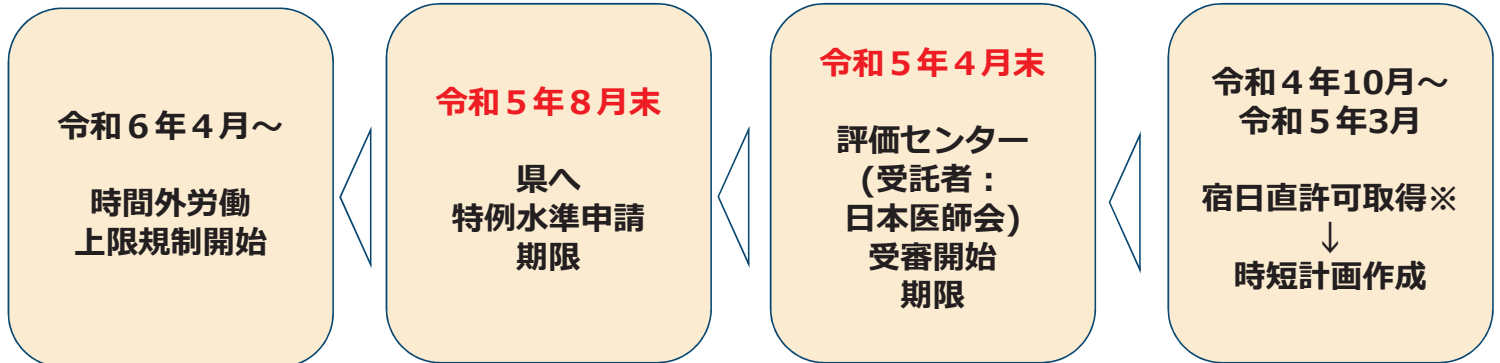 令和６年４月～
時間外労働
上限規制開始
令和５年８月末
県へ
特例水準申請
期限
令和５年４月末
評価センター
(受託者：
日本医師会)
受審開始
期限
令和４年10月～
令和５年3月
宿日直許可取得※
↓
時短計画作成